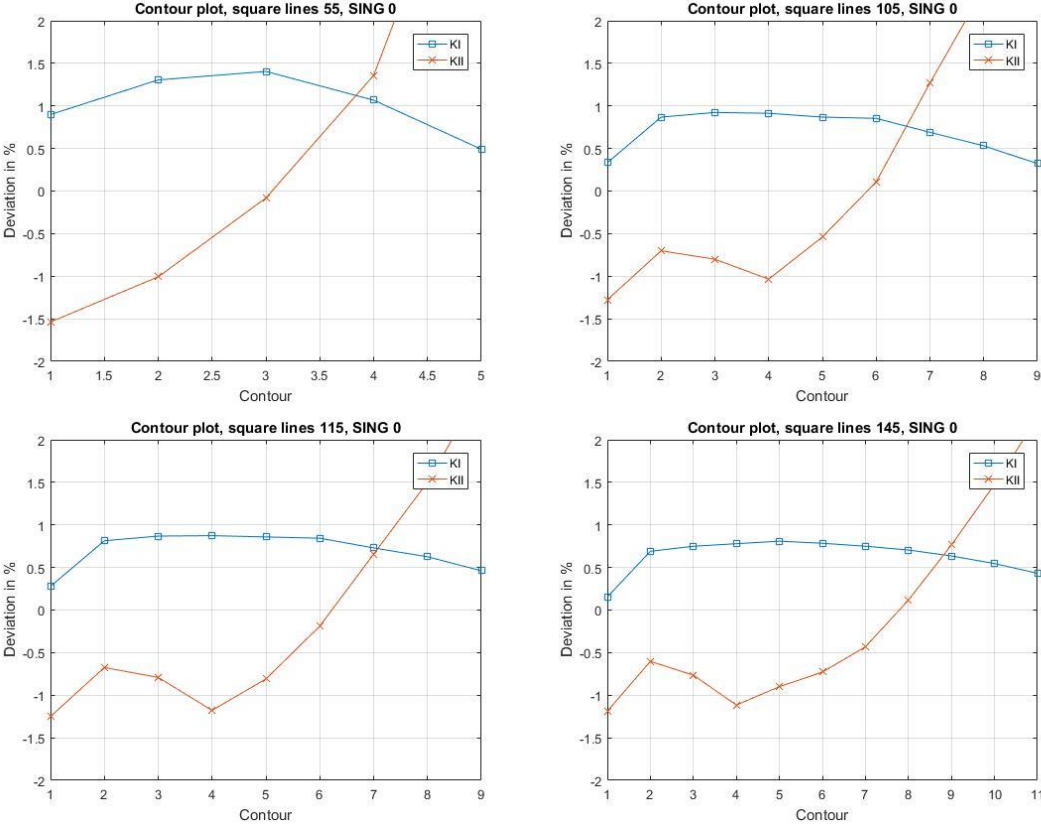 Contour plot, square lines 55, SING 0
KI
KII
Deviation in %
2
1.5
1
0.5
0
-0.5
-1
-1.5
-2
1 1.5 2 2.5 3 3.5 4 4.5 5
Contour
Contour plot, square lines 105, SING 0
KI
KII
Deviation in %
2
1.5
1
0.5
0
-0.5
-1
-1.5
-2
1 2 3 4 5 6 7 8 9
Contour
Contour plot, square lines 115, SING 0
KI
KII
Deviation in %
2
1.5
1
0.5
0
-0.5
-1
-1.5
-2
1 2 3 4 5 6 7 8 9
Contour
Contour plot, square lines 145, SING 0
KI
KII
Deviation in %
2
1.5
1
0.5
0
-0.5
-1
-1.5
-2
1 2 3 4 5 6 7 8 9 10 11
Contour